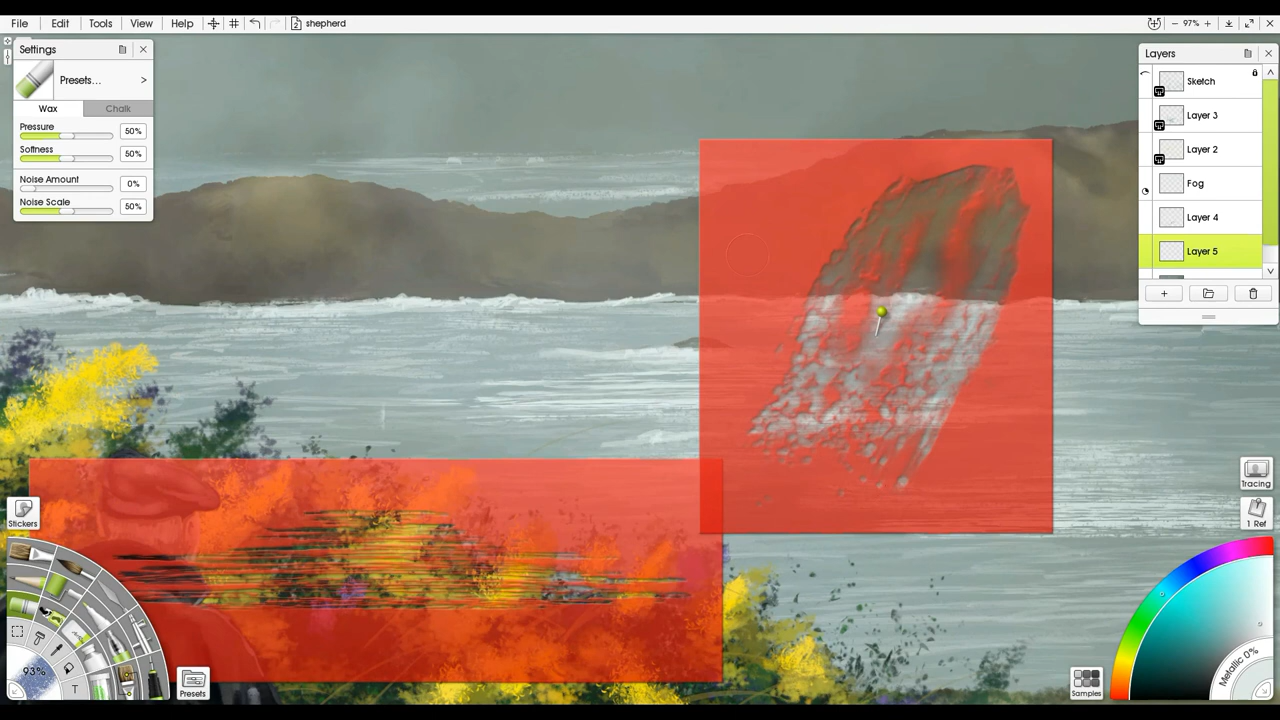 File Edit Tools View Help shepherd 97%
Settings
Presets...
Wax Chalk
Pressure 50%
Softness 50%
Noise Amount 0%
Noise Scale 50%
Layers
Sketch
Layer 3
Layer 2
Fog
Layer 4
Layer 5
Tracing
1 Ref
Stickers
93%
T
Presets
Samples
Metallic 0%